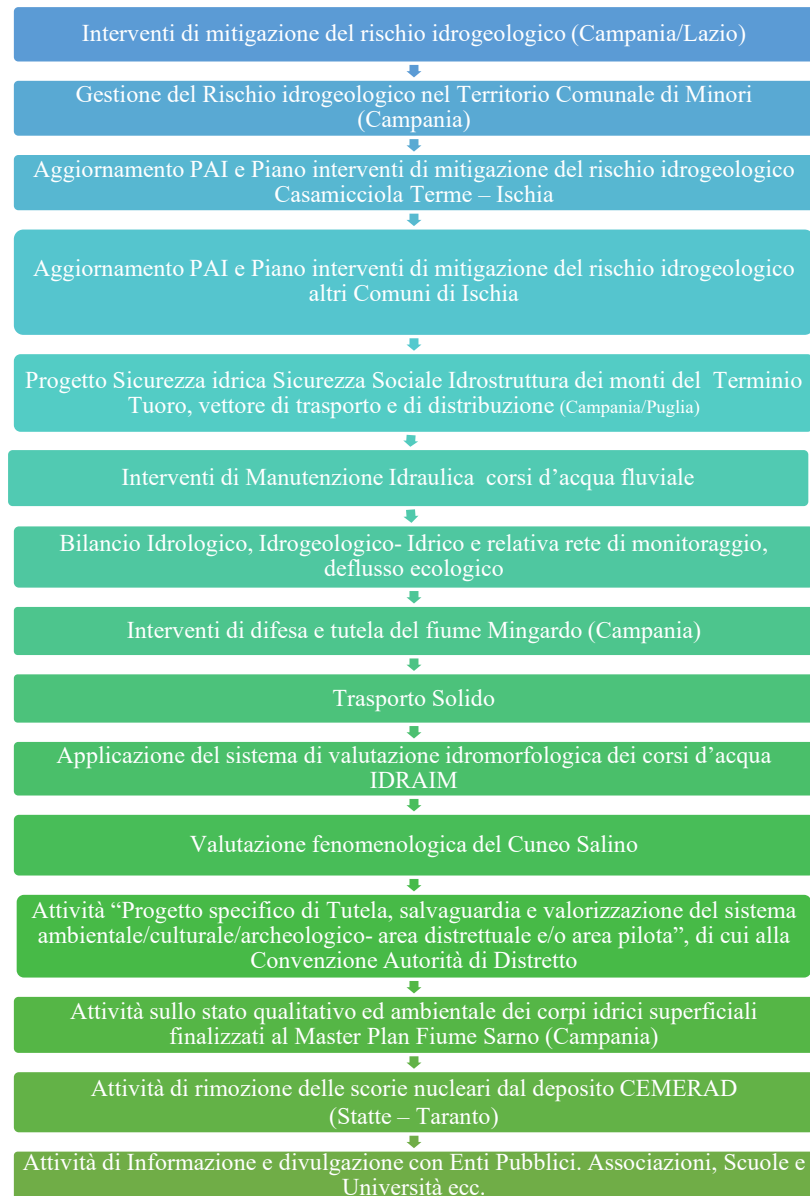 Interventi di mitigazione del rischio idrogeologico (Campania/Lazio)
Gestione del Rischio idrogeologico nel Territorio Comunale di Minori
(Campania)
Aggiornamento PAI e Piano interventi di mitigazione del rischio idrogeologico
Casamicciola Terme – Ischia
Aggiornamento PAI e Piano interventi di mitigazione del rischio idrogeologico
altri Comuni di Ischia
Progetto Sicurezza idrica Sicurezza Sociale Idrostruttura dei monti del Terminio
Tuoro, vettore di trasporto e di distribuzione (Campania/Puglia)
Interventi di Manutenzione Idraulica corsi d’acqua fluviale
Bilancio Idrologico, Idrogeologico- Idrico e relativa rete di monitoraggio,
deflusso ecologico
Interventi di difesa e tutela del fiume Mingardo (Campania)
Trasporto Solido
Applicazione del sistema di valutazione idromorfologica dei corsi d’acqua
IDRAIM
Valutazione fenomenologica del Cuneo Salino
Attività “Progetto specifico di Tutela, salvaguardia e valorizzazione del sistema
ambientale/culturale/archeologico- area distrettuale e/o area pilota”, di cui alla
Convenzione Autorità di Distretto
Attività sullo stato qualitativo ed ambientale dei corpi idrici superficiali
finalizzati al Master Plan Fiume Sarno (Campania)
Attività di rimozione delle scorie nucleari dal deposito CEMERAD
(Statte – Taranto)
Attività di Informazione e divulgazione con Enti Pubblici. Associazioni, Scuole e
Università ecc.